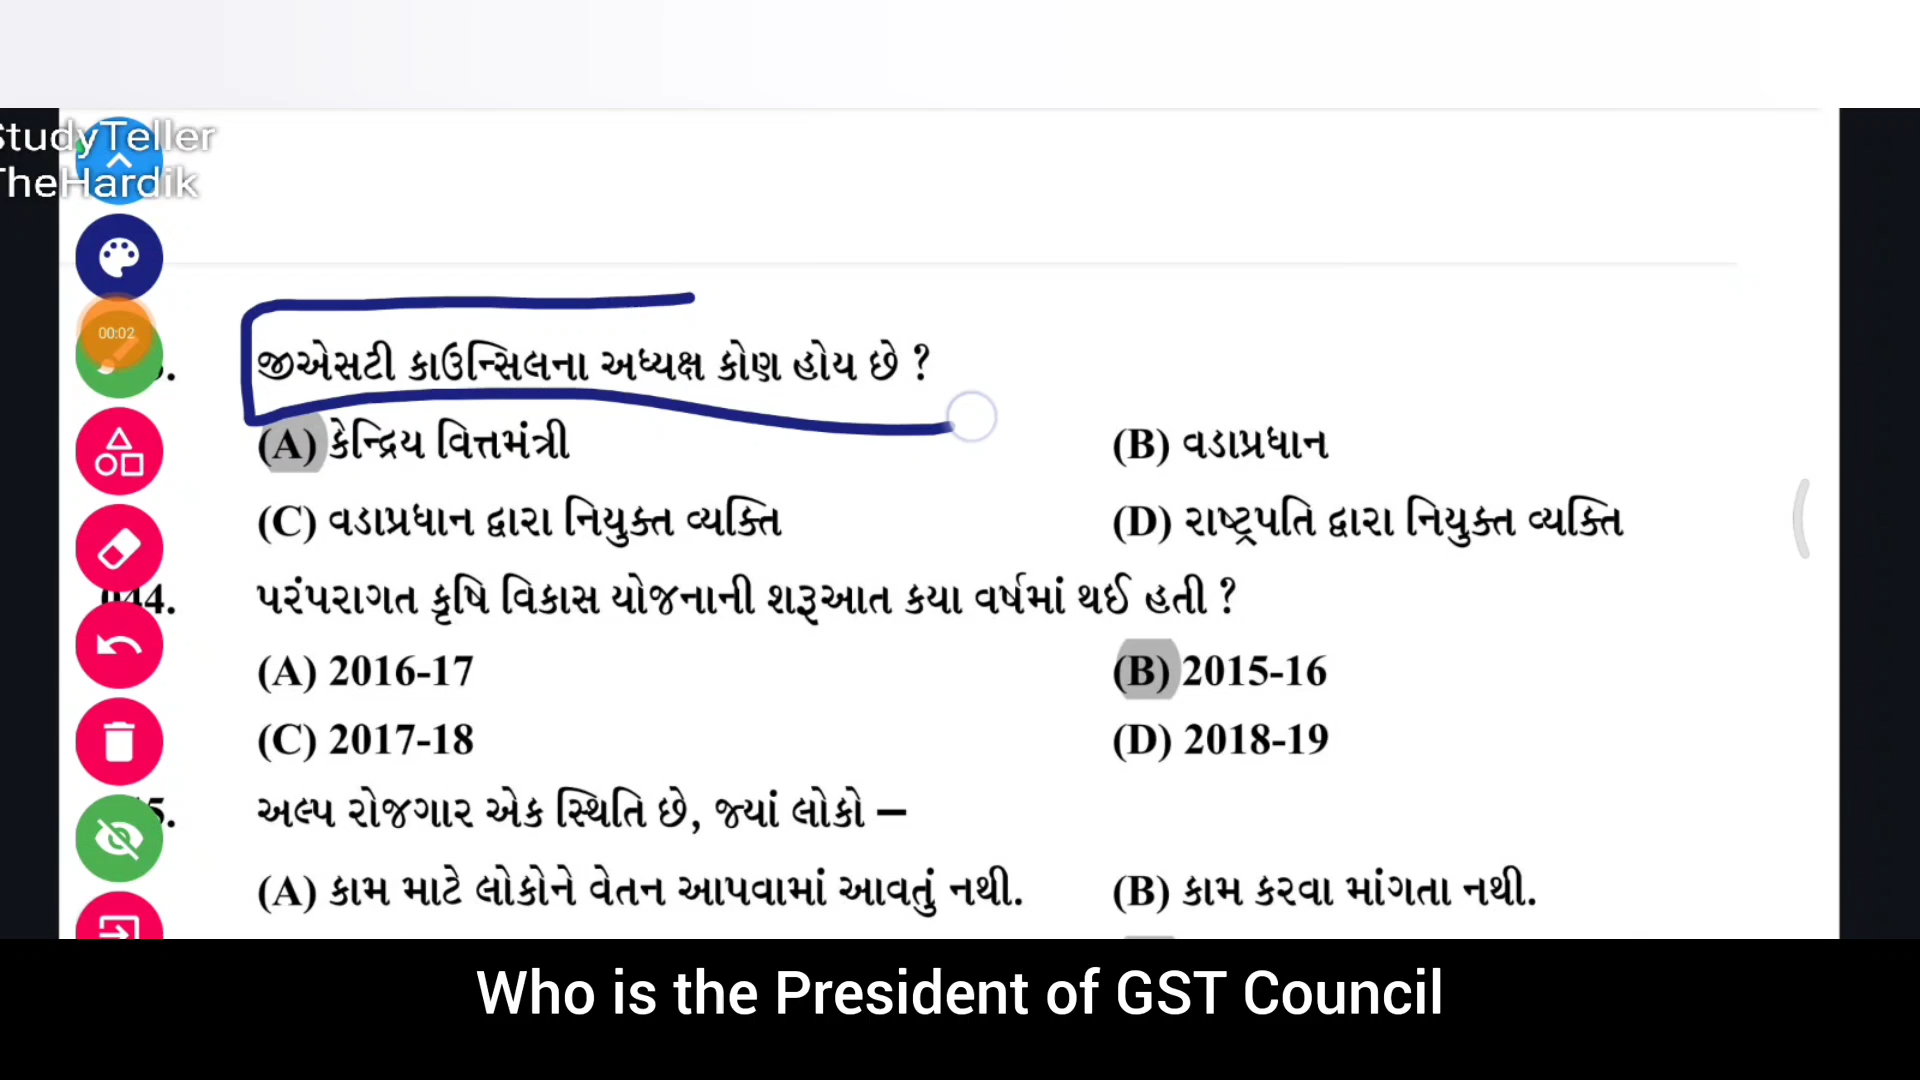 StudyTeller
TheHardik
00:02
જીએસટી કાઉન્સિલના અધ્યક્ષ કોણ હોય છે ?
(A) કેન્દ્રિય વિત્તમંત્રી (B) વડાપ્રધાન
(C) વડાપ્રધાન દ્વારા નિયુક્ત વ્યક્તિ (D) રાષ્ટ્રપતિ દ્વારા નિયુક્ત વ્યક્તિ
044. પરંપરાગત કૃષિ વિકાસ યોજનાની શરૂઆત કયા વર્ષમાં થઈ હતી ?
(A) 2016-17 (B) 2015-16
(C) 2017-18 (D) 2018-19
5. અલ્પ રોજગાર એક સ્થિતિ છે, જ્યાં લોકો –
(A) કામ માટે લોકોને વેતન આપવામાં આવતું નથી. (B) કામ કરવા માંગતા નથી.
Who is the President of GST Council